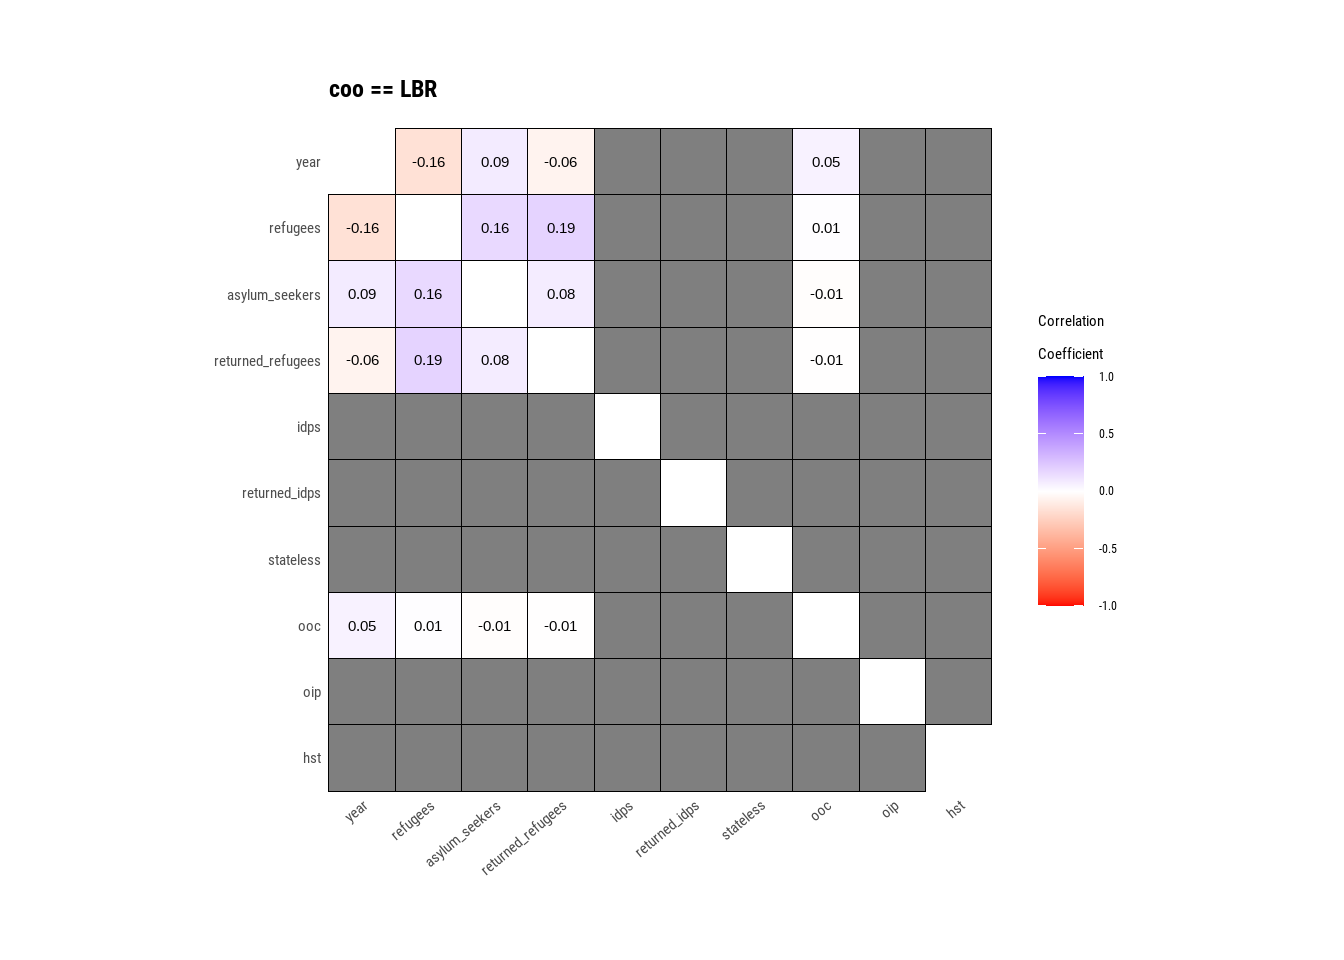 coo == LBR
year -0.16 0.09 -0.06 0.05
refugees -0.16 0.16 0.19 0.01
asylum_seekers 0.09 0.16 0.08 -0.01
returned_refugees -0.06 0.19 0.08 -0.01
idps
returned_idps
stateless
ooc 0.05 0.01 -0.01 -0.01
oip
hst
year refugees asylum_seekers returned_refugees idps returned_idps stateless ooc oip hst
Correlation
Coefficient
1.0
0.5
0.0
-0.5
-1.0